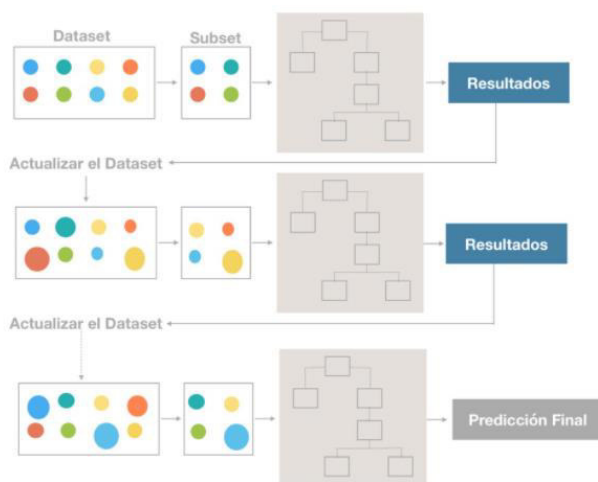 Dataset
Subset
Resultados
Actualizar el Dataset
Resultados
Actualizar el Dataset
Predicción Final